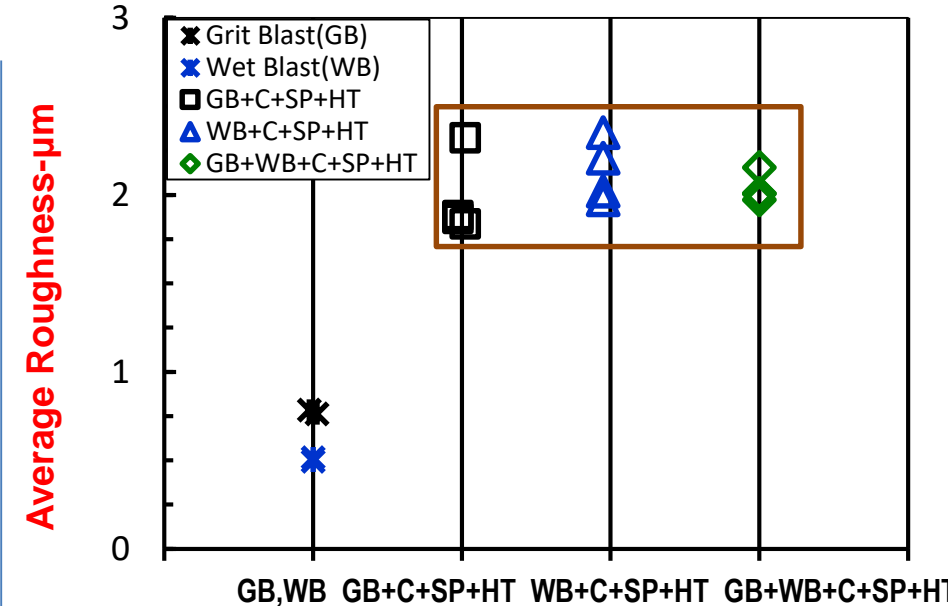 3
Grit Blast(GB)
Wet Blast(WB)
GB+C+SP+HT
WB+C+SP+HT
GB+WB+C+SP+HT
2
1
0
Average Roughness-µm
GB,WB GB+C+SP+HT WB+C+SP+HT GB+WB+C+SP+HT